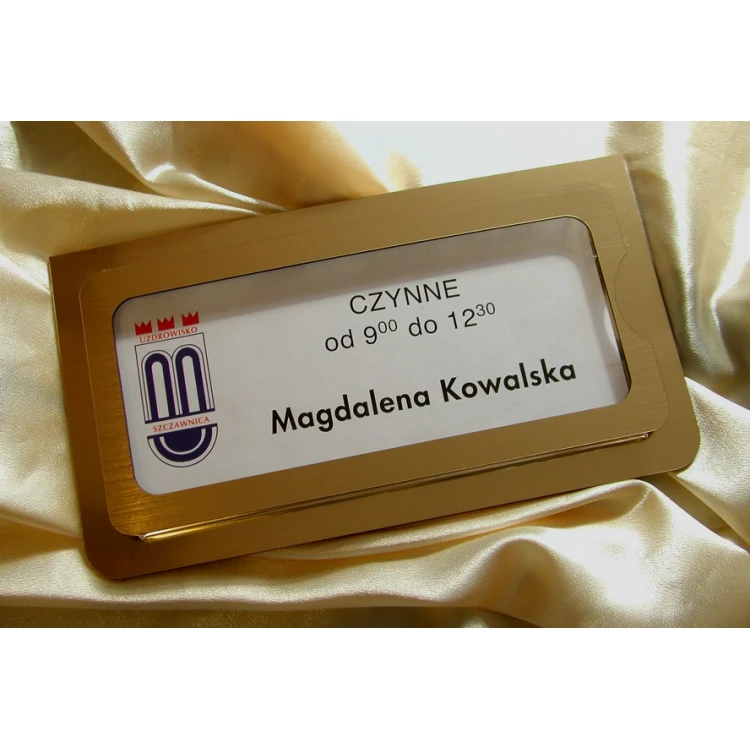 CZYNNE
od 9⁰⁰ do 12³⁰
Magdalena Kowalska
UZDROWISKO
SZCZAWNICA